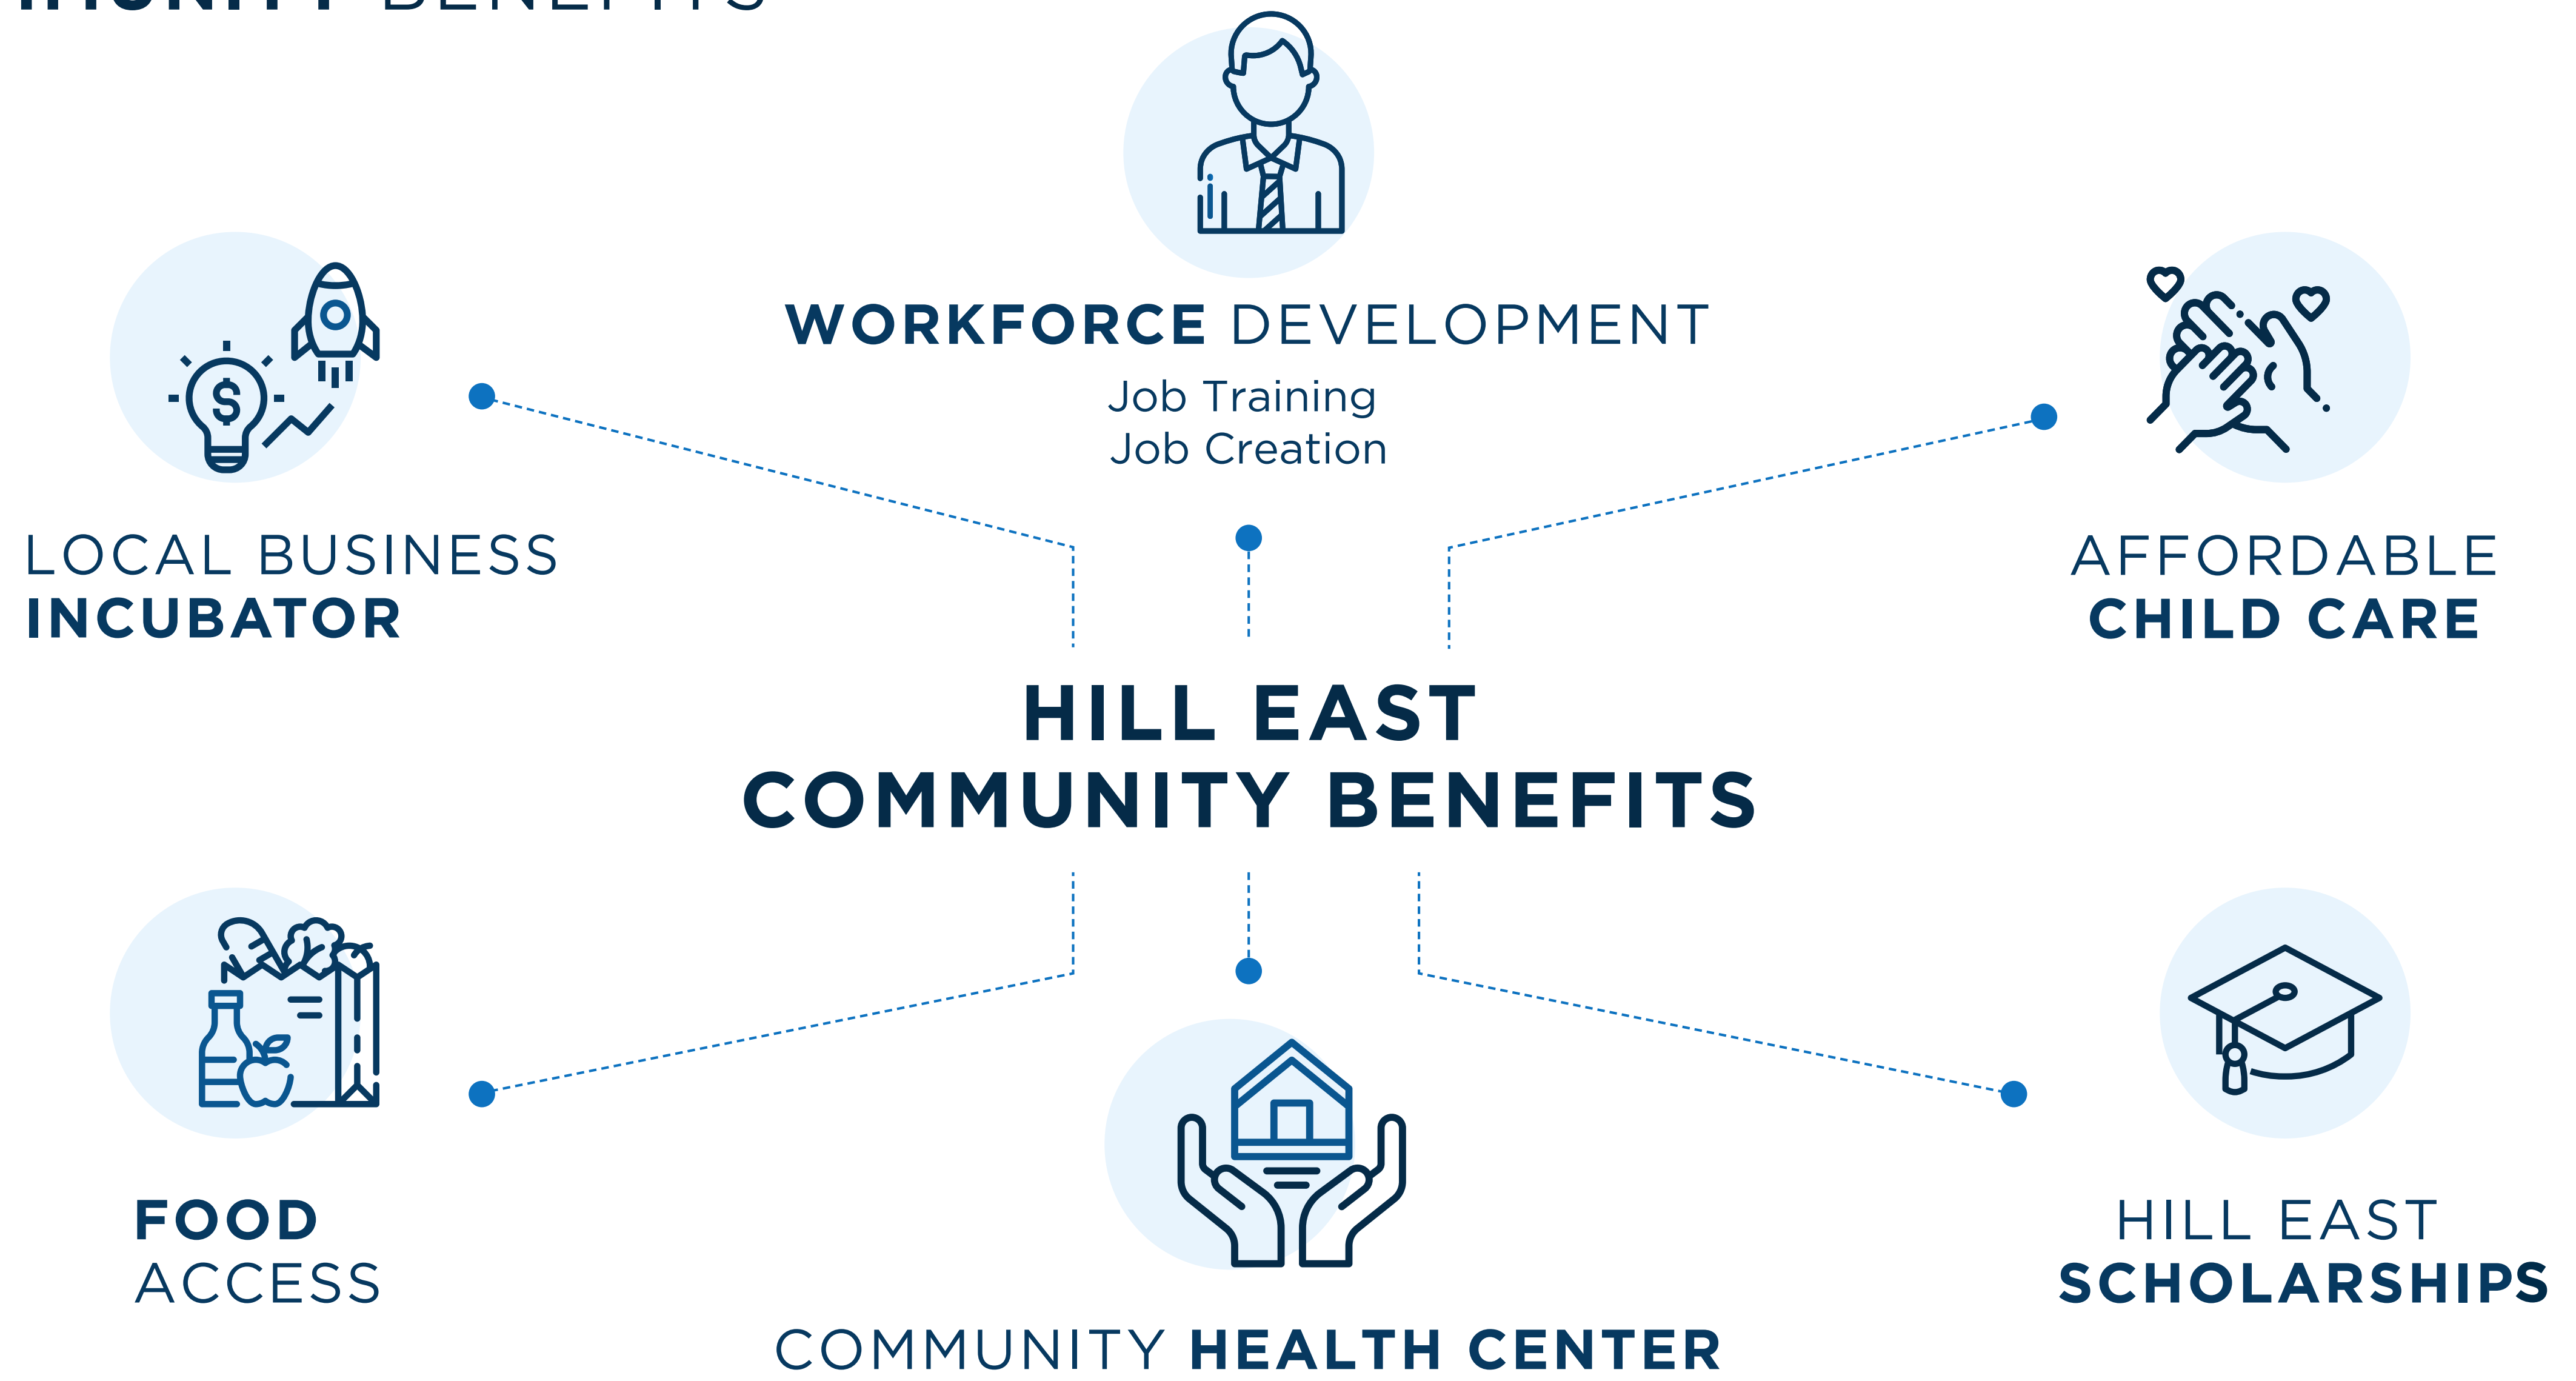 BENEFITS
WORKFORCE DEVELOPMENT
Job Training
Job Creation
LOCAL BUSINESS
INCUBATOR
AFFORDABLE
CHILD CARE
HILL EAST
COMMUNITY BENEFITS
FOOD
ACCESS
COMMUNITY HEALTH CENTER
HILL EAST
SCHOLARSHIPS